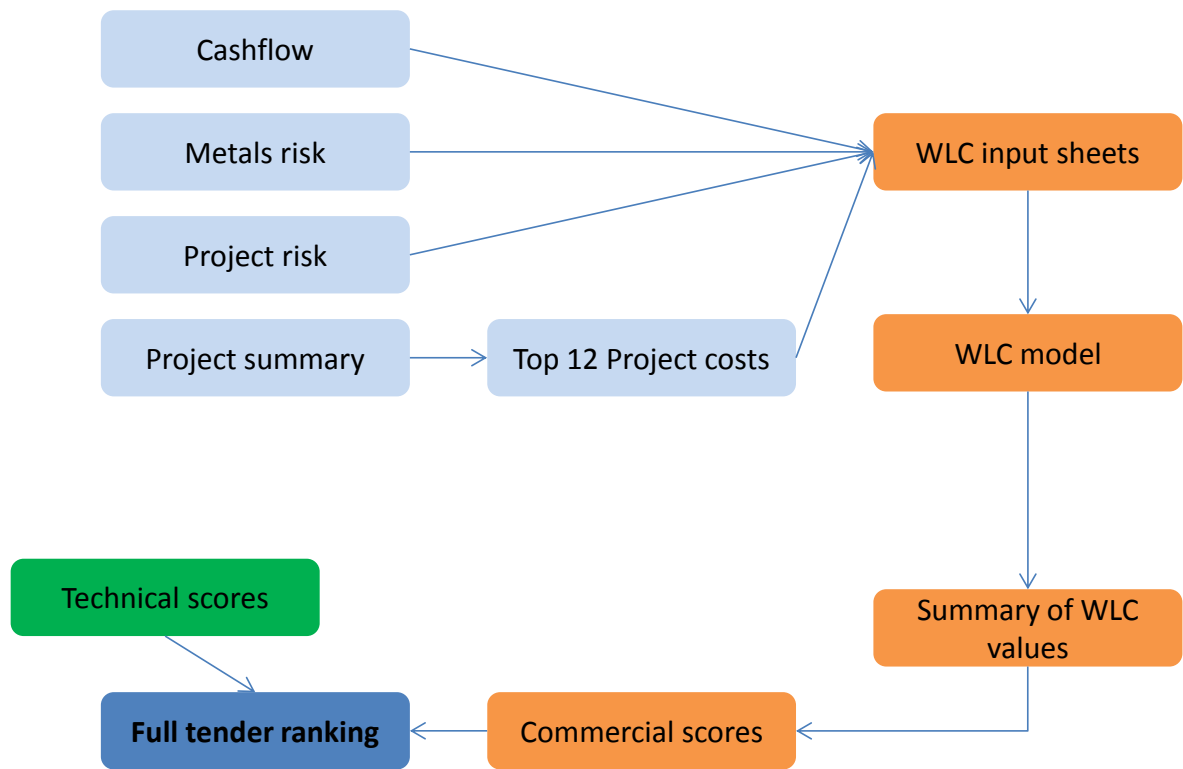 Cashflow
Metals risk
WLC input sheets
Project risk
Project summary
Top 12 Project costs
WLC model
Technical scores
Summary of WLC
values
Full tender ranking
Commercial scores